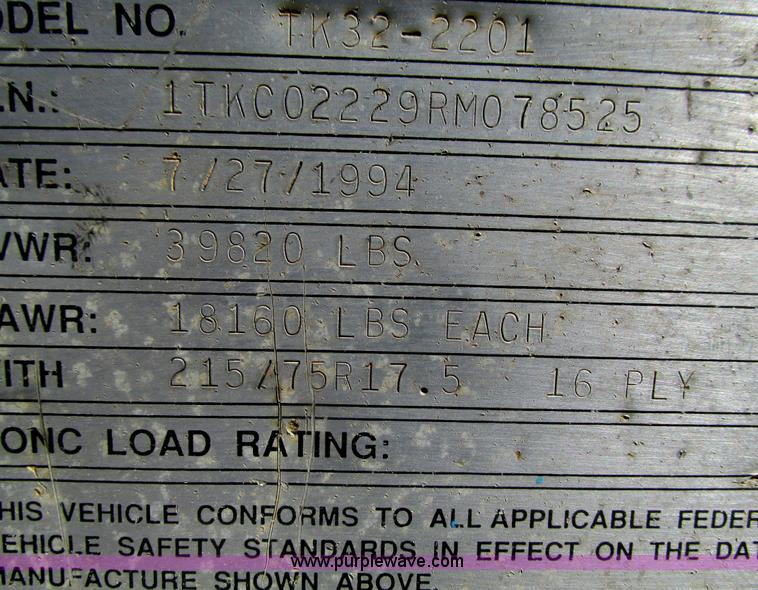 ODEL NO. TK32-2201
.N.: 1TKC02229RM078525
ATE: 7/27/1994
VWR: 39820 LBS
AWR: 18160 LBS EACH
ITH 215/75R17.5 16 PLY
ONC LOAD RATING:
HIS VEHICLE CONFORMS TO ALL APPLICABLE FEDER
EHICLE SAFETY STANDARDS IN EFFECT ON THE DAT
MANUFACTURE SHOWN ABOVE.
www.purplewave.com